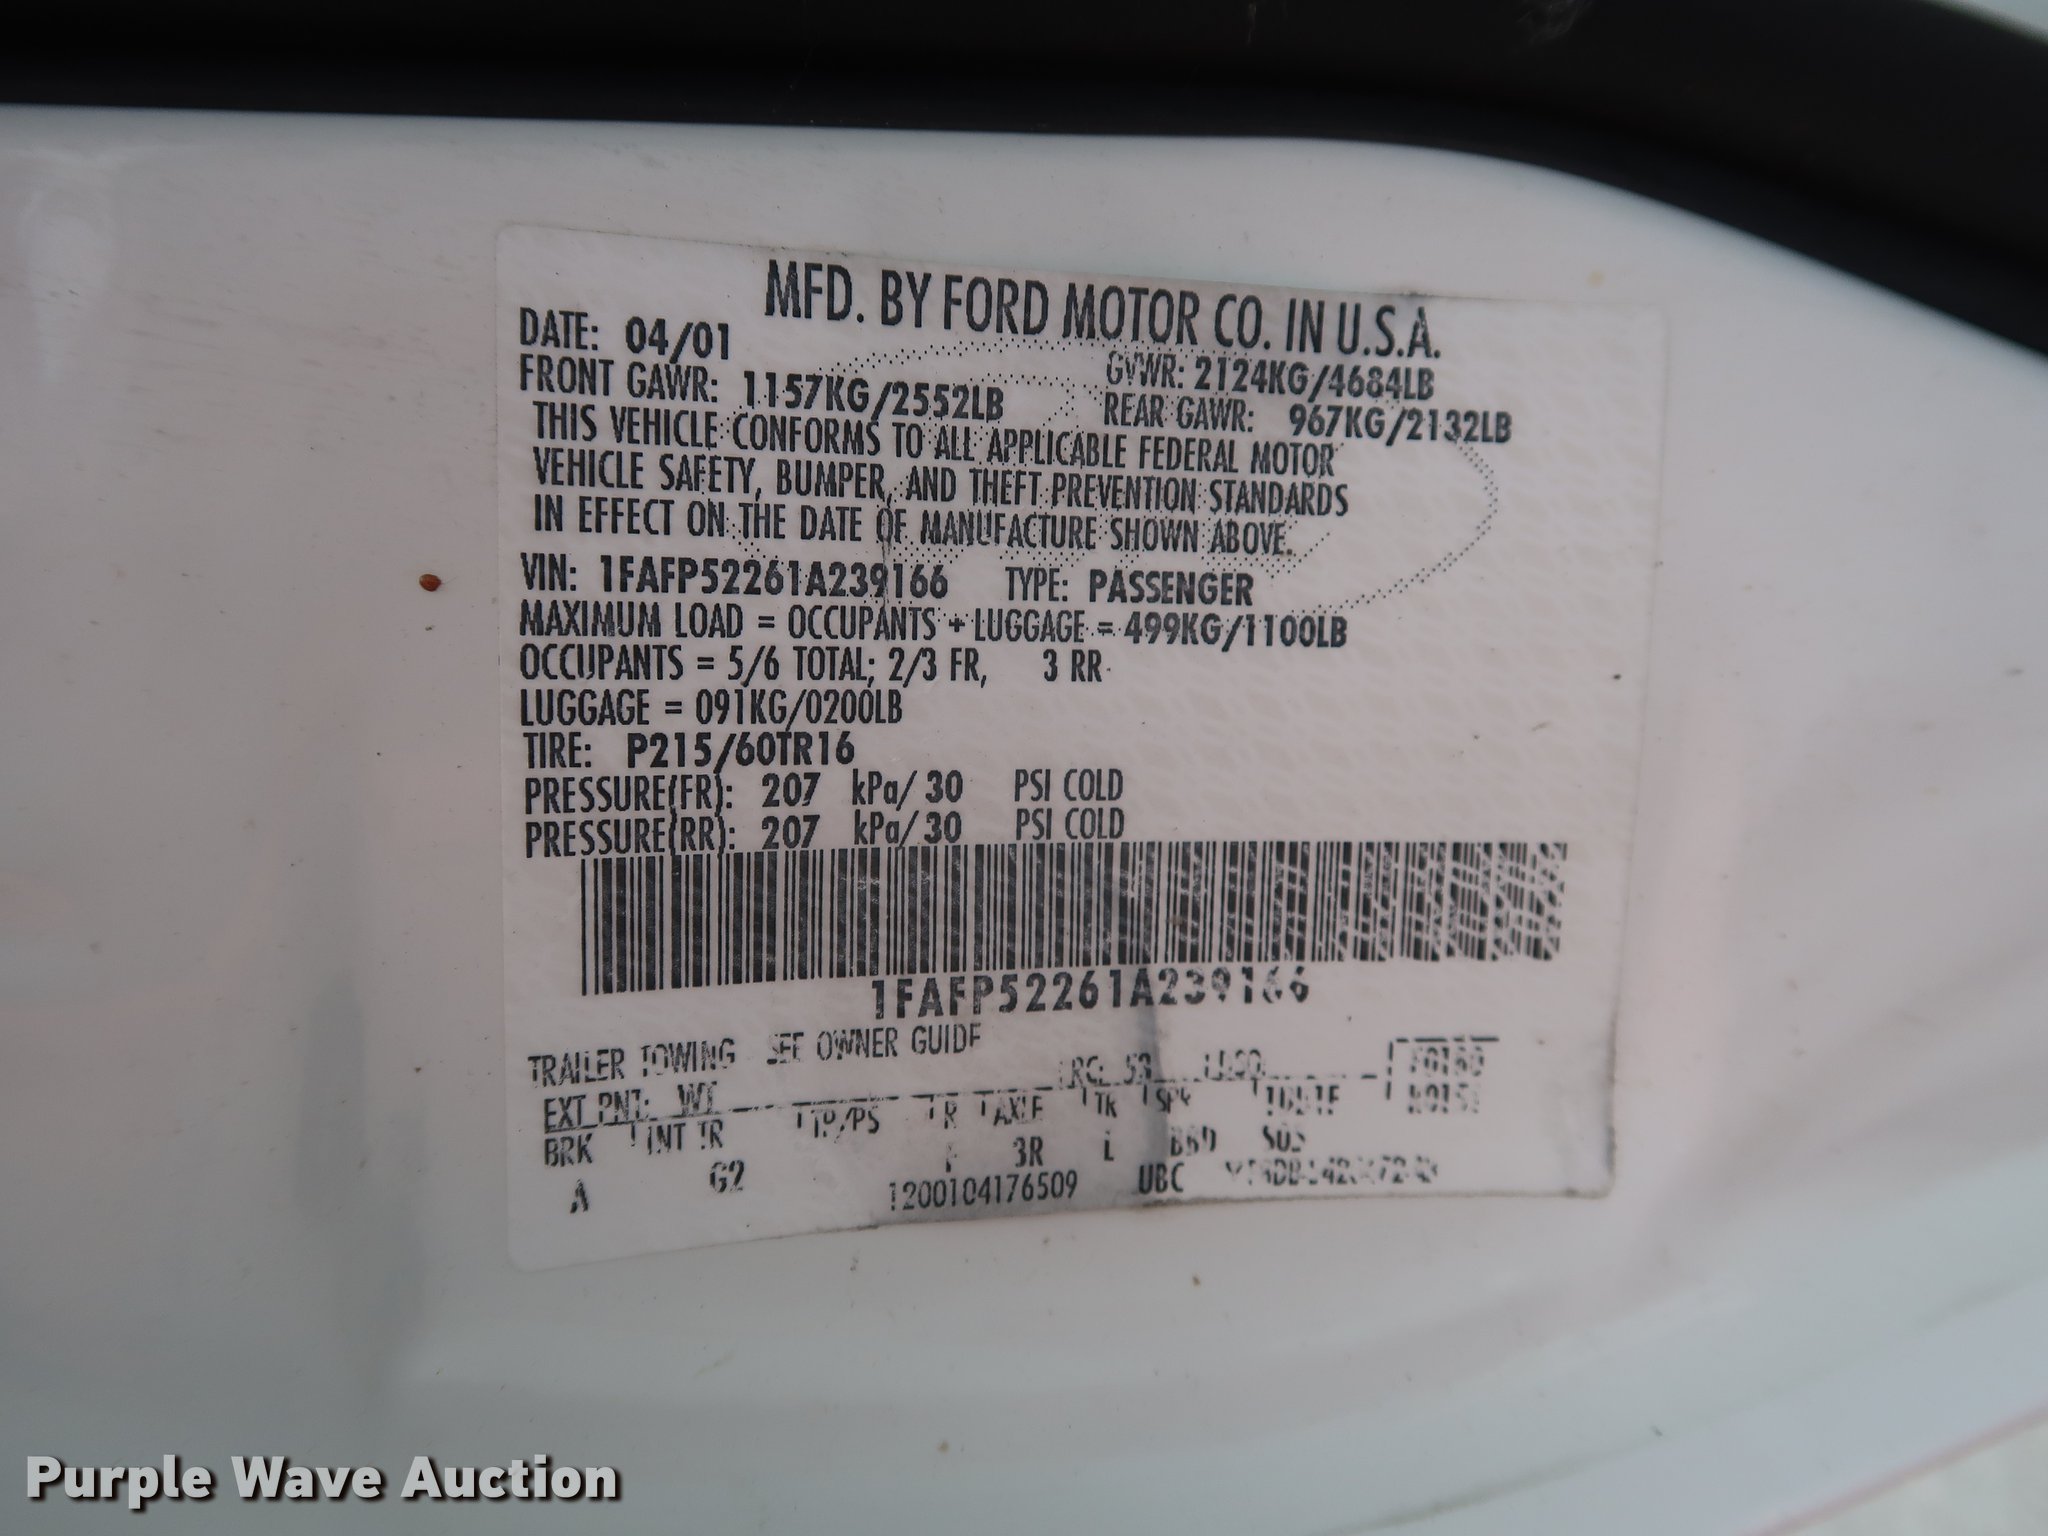 MFD. BY FORD MOTOR CO. IN U.S.A.
DATE: 04/01 GVWR: 2124KG/4684LB
FRONT GAWR: 1157KG/2552LB REAR GAWR: 967KG/2132LB
THIS VEHICLE CONFORMS TO ALL APPLICABLE FEDERAL MOTOR
VEHICLE SAFETY, BUMPER, AND THEFT PREVENTION STANDARDS
IN EFFECT ON THE DATE OF MANUFACTURE SHOWN ABOVE.
VIN: 1FAFP52261A239166 TYPE: PASSENGER
MAXIMUM LOAD = OCCUPANTS + LUGGAGE = 499KG/1100LB
OCCUPANTS = 5/6 TOTAL; 2/3 FR, 3 RR
LUGGAGE = 091KG/0200LB
TIRE: P215/60TR16
PRESSURE(FR): 207 kPa/ 30 PSI COLD
PRESSURE(RR): 207 kPa/ 30 PSI COLD
1FAFP52261A239166
TRAILER TOWING SEE OWNER GUIDE
EXT PNT:
BRK INT TR TP/PS R AXLE TR SPR
A G2 3R
1200104176509 UBC
Purple Wave Auction